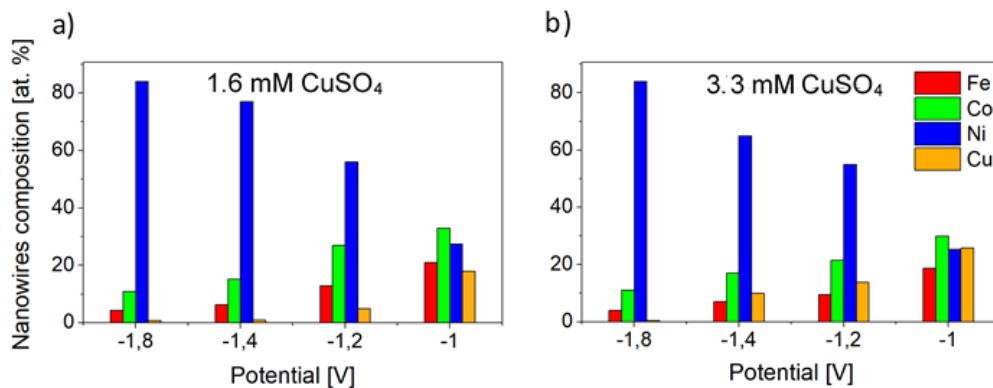 a)
Nanowires composition [at. %]
1.6 mM CuSO₄
80
60
40
20
0
-1,8
-1,4
-1,2
-1
Potential [V]
b)
3.3 mM CuSO₄
Fe
Co
Ni
Cu
80
60
40
20
0
-1,8
-1,4
-1,2
-1
Potential [V]